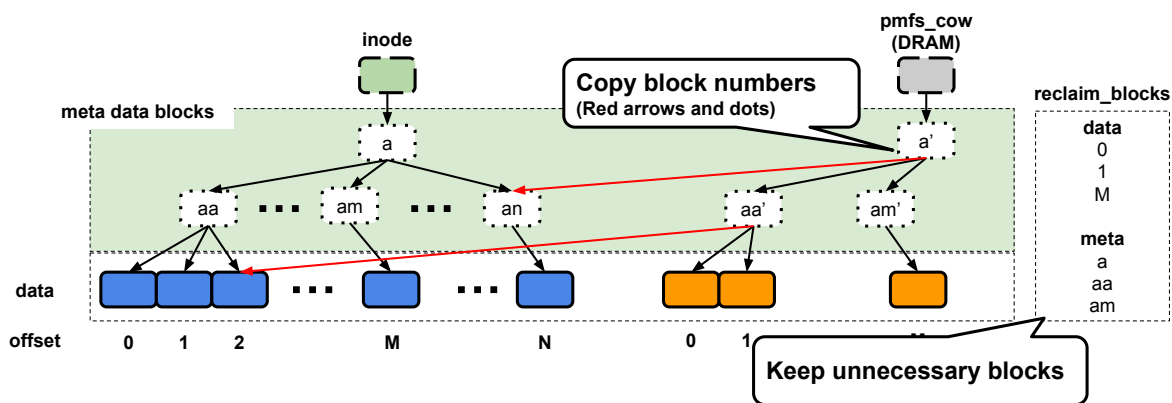 inode
pmfs_cow
(DRAM)
Copy block numbers
(Red arrows and dots)
meta data blocks
reclaim_blocks
a
a’
data
0
1
M
aa
am
an
aa’
am’
meta
a
aa
am
data
offset
0 1 2 M N 0 1
Keep unnecessary blocks